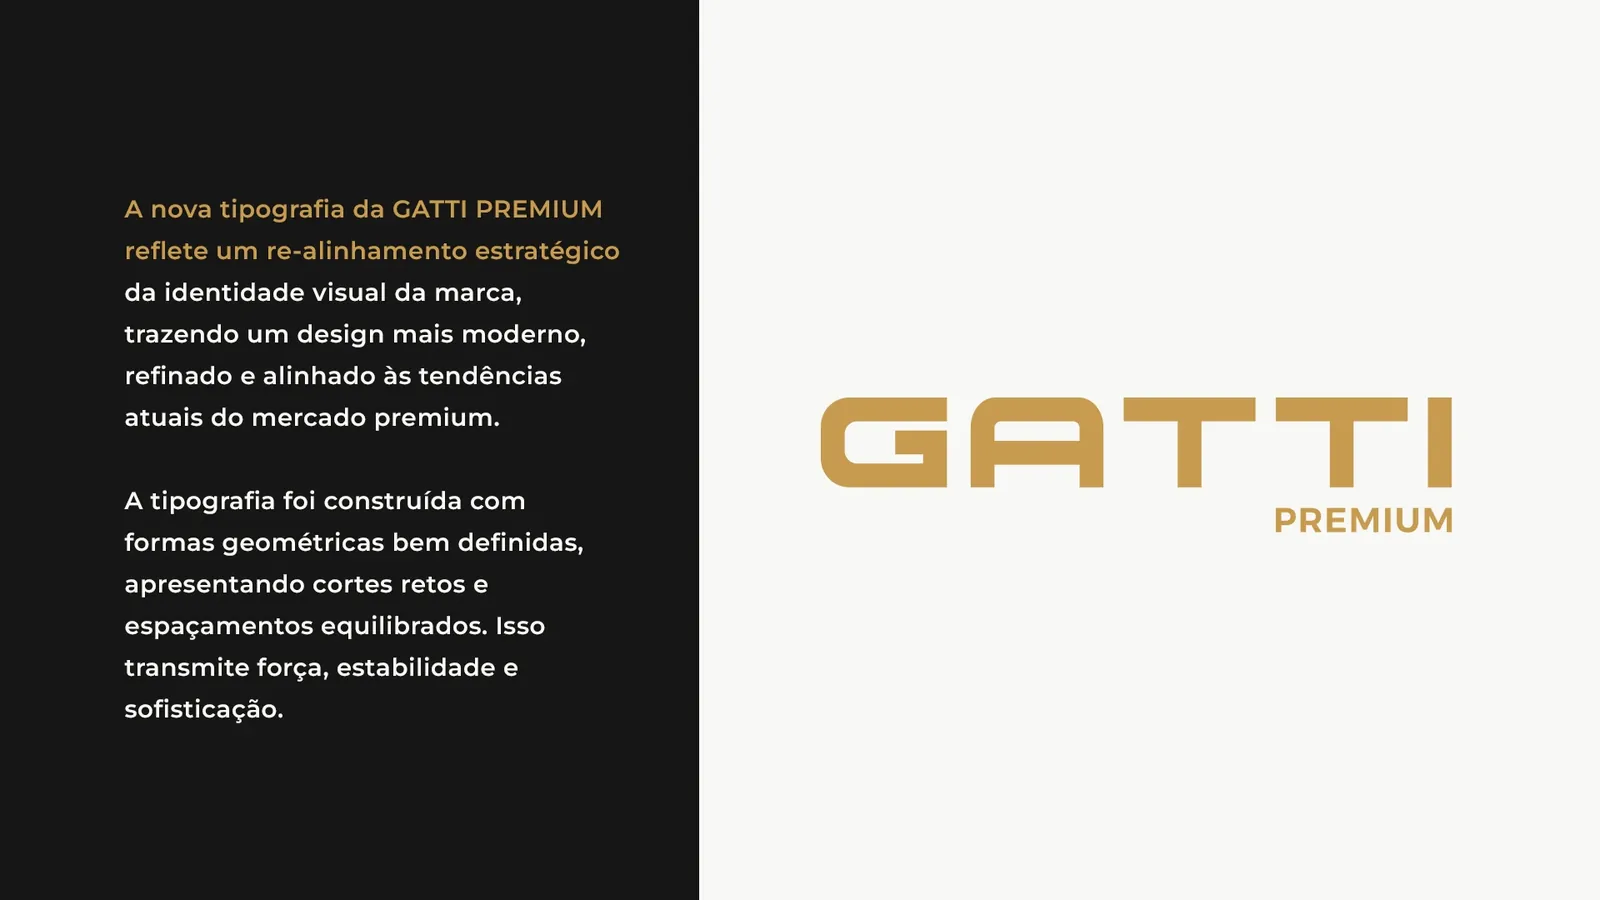 A nova tipografia da GATTI PREMIUM
reflete um re-alinhamento estratégico
da identidade visual da marca,
trazendo um design mais moderno,
refinado e alinhado às tendências
atuais do mercado premium.
A tipografia foi construída com
formas geométricas bem definidas,
apresentando cortes retos e
espaçamentos equilibrados. Isso
transmite força, estabilidade e
sofisticação.
GATTI
PREMIUM